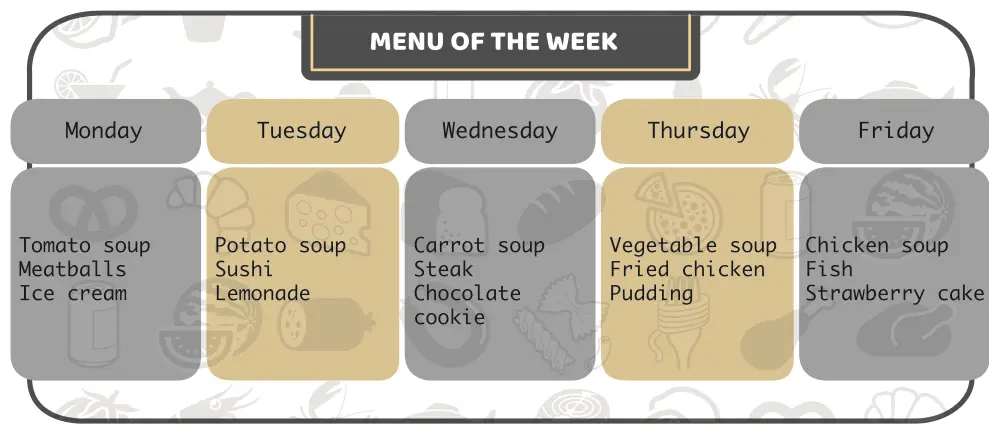 MENU OF THE WEEK
Monday
Tuesday
Wednesday
Thursday
Friday
Tomato soup
Meatballs
Ice cream
Potato soup
Sushi
Lemonade
Carrot soup
Steak
Chocolate
cookie
Vegetable soup
Fried chicken
Pudding
Chicken soup
Fish
Strawberry cake